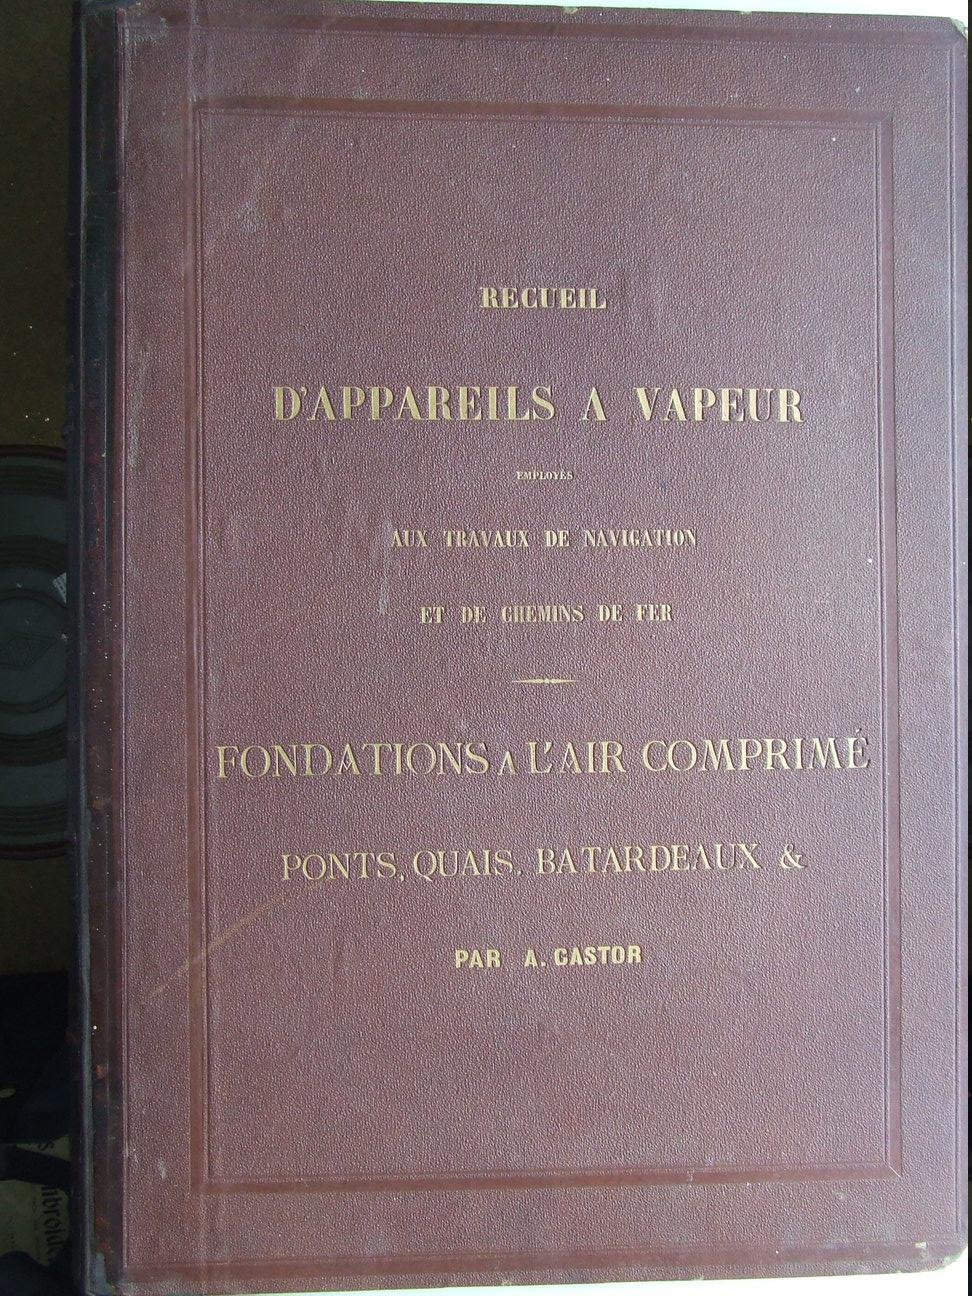 RECUEIL
D'APPAREILS A VAPEUR
EMPLOYÉS
AUX TRAVAUX DE NAVIGATION
ET DE CHEMINS DE FER
FONDATIONS A L'AIR COMPRIMÉ
PONTS, QUAIS. BATARDEAUX &
PAR A. CASTOR